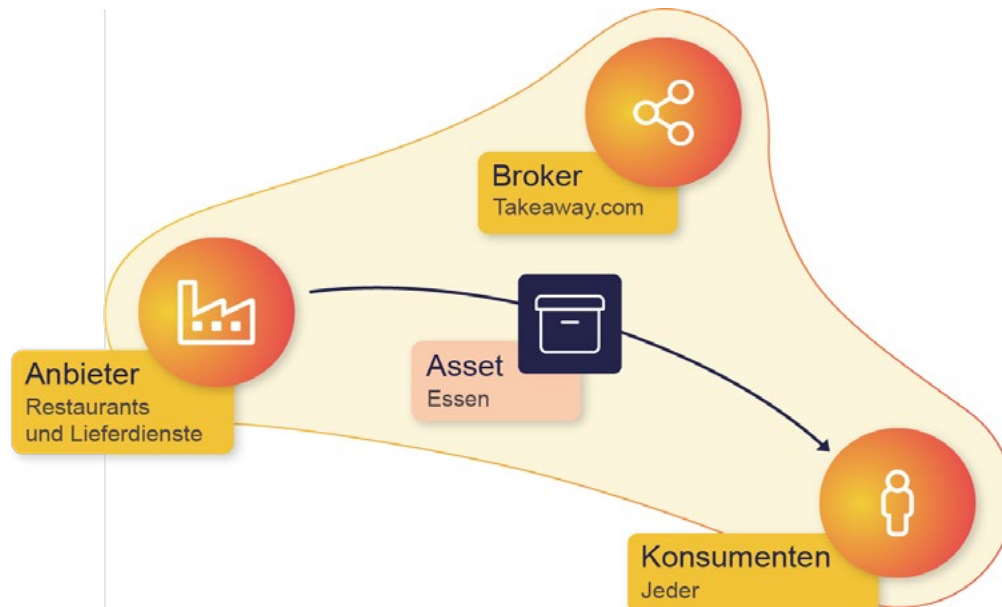 Broker
Takeaway.com
Anbieter
Restaurants
und Lieferdienste
Asset
Essen
Konsumenten
Jeder